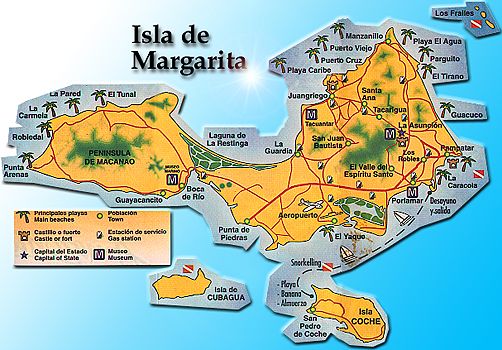 Isla de
Margarita
Los Frailes
Manzanillo
Puerto Viejo
Puerto Cruz
Playa Caribe
Playa El Agua
Parguito
El Tirano
Juangriego
Santa
Ana
Tacarigua
Guacuco
La Pared
El Tunal
La
Carmela
Robledal
Punta
Arenas
PENINSULA
DE MACANAO
Laguna de
La Restinga
La
Guardia
Tacuantar
San Juan
Bautista
La
Asunción
Los
Robles
Pampatar
La
Caracola
El Valle del
Espíritu Santo
MUSEO
MARINO
Boca
de Río
Guayacancito
Porlamar
Desayuno
y salida
Aeropuerto
Punta de
Piedras
El Yaque
Principales playas
Main beaches
Población
Town
Castillo o fuerte
Castle or fort
Estación de servicio
Gas station
Capital del Estado
Capital of State
M
Museo
Museum
Snorkelling
- Playa
- Banana
- Almuerzo
Isla de
CUBAGUA
San
Pedro de
Coche
Isla
COCHE